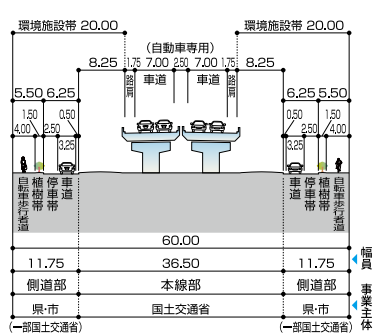 環境施設帯 20.00
環境施設帯 20.00
(自動車専用)
8.25 1.75 7.00 2.50 7.00 1.75 8.25
路肩 車道 車道 路肩
5.50 6.25
6.25 5.50
1.50 0.50
0.50 1.50
4.00 2.50
2.50 4.00
3.25
3.25
自転車歩行者道
植樹帯
停車帯
車道
車道
停車帯
植樹帯
自転車歩行者道
60.00
11.75 36.50 11.75
幅員
側道部 本線部 側道部
県・市 国土交通省 県・市
(一部国土交通省) (一部国土交通省)
事業主体